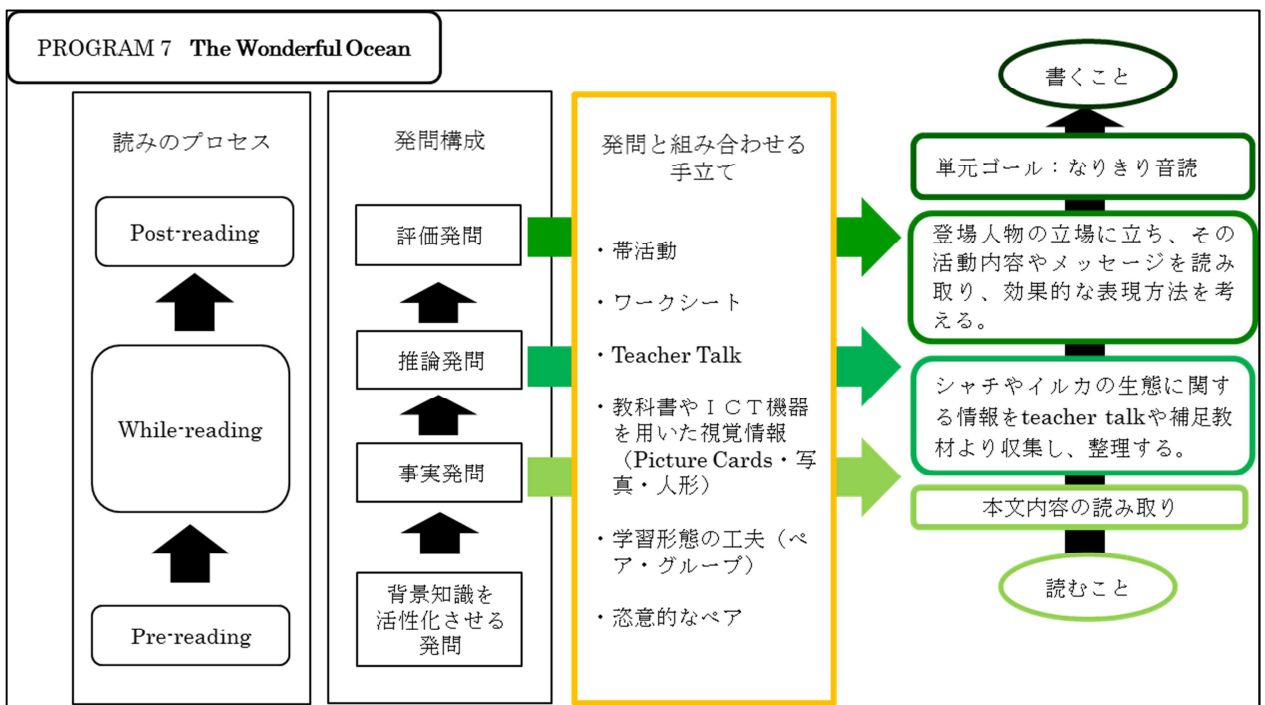 PROGRAM 7 The Wonderful Ocean
読みのプロセス
Post-reading
While-reading
Pre-reading
発問構成
評価発問
推論発問
事実発問
背景知識を
活性化させる
発問
発問と組み合わせる
手立て
・帯活動
・ワークシート
・Teacher Talk
・教科書やＩＣＴ機器
を用いた視覚情報
（Picture Cards・写
真・人形）
・学習形態の工夫（ペ
ア・グループ）
・恣意的なペア
書くこと
単元ゴール：なりきり音読
登場人物の立場に立ち、その
活動内容やメッセージを読み
取り、効果的な表現方法を考
える。
シャチやイルカの生態に関す
る情報をteacher talkや補足教
材より収集し、整理する。
本文内容の読み取り
読むこと